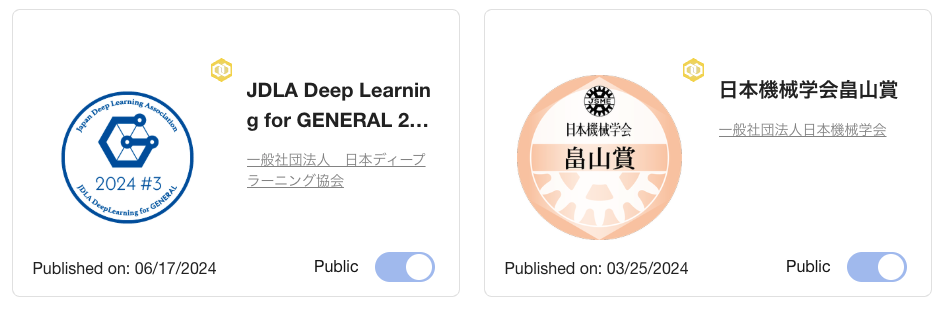 Japan Deep Learning Association
2024 #3
JDLA DeepLearning for GENERAL
JDLA Deep Learnin
g for GENERAL 2...
一般社団法人　日本ディープ
ラーニング協会
Published on: 06/17/2024
Public
JSME
日本機械学会
畠山賞
日本機械学会畠山賞
一般社団法人日本機械学会
Published on: 03/25/2024
Public